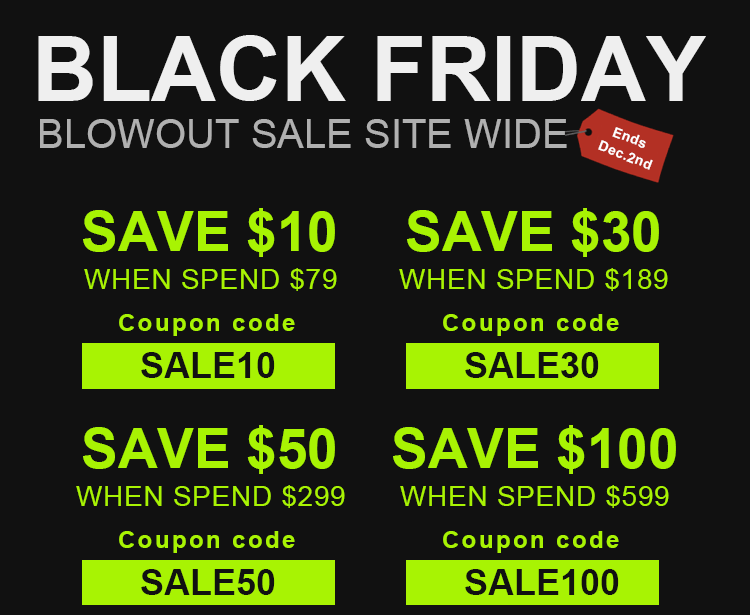 BLACK FRIDAY
BLOWOUT SALE SITE WIDE
Ends
Dec.2nd
SAVE $10
WHEN SPEND $79
Coupon code
SALE10
SAVE $30
WHEN SPEND $189
Coupon code
SALE30
SAVE $50
WHEN SPEND $299
Coupon code
SALE50
SAVE $100
WHEN SPEND $599
Coupon code
SALE100